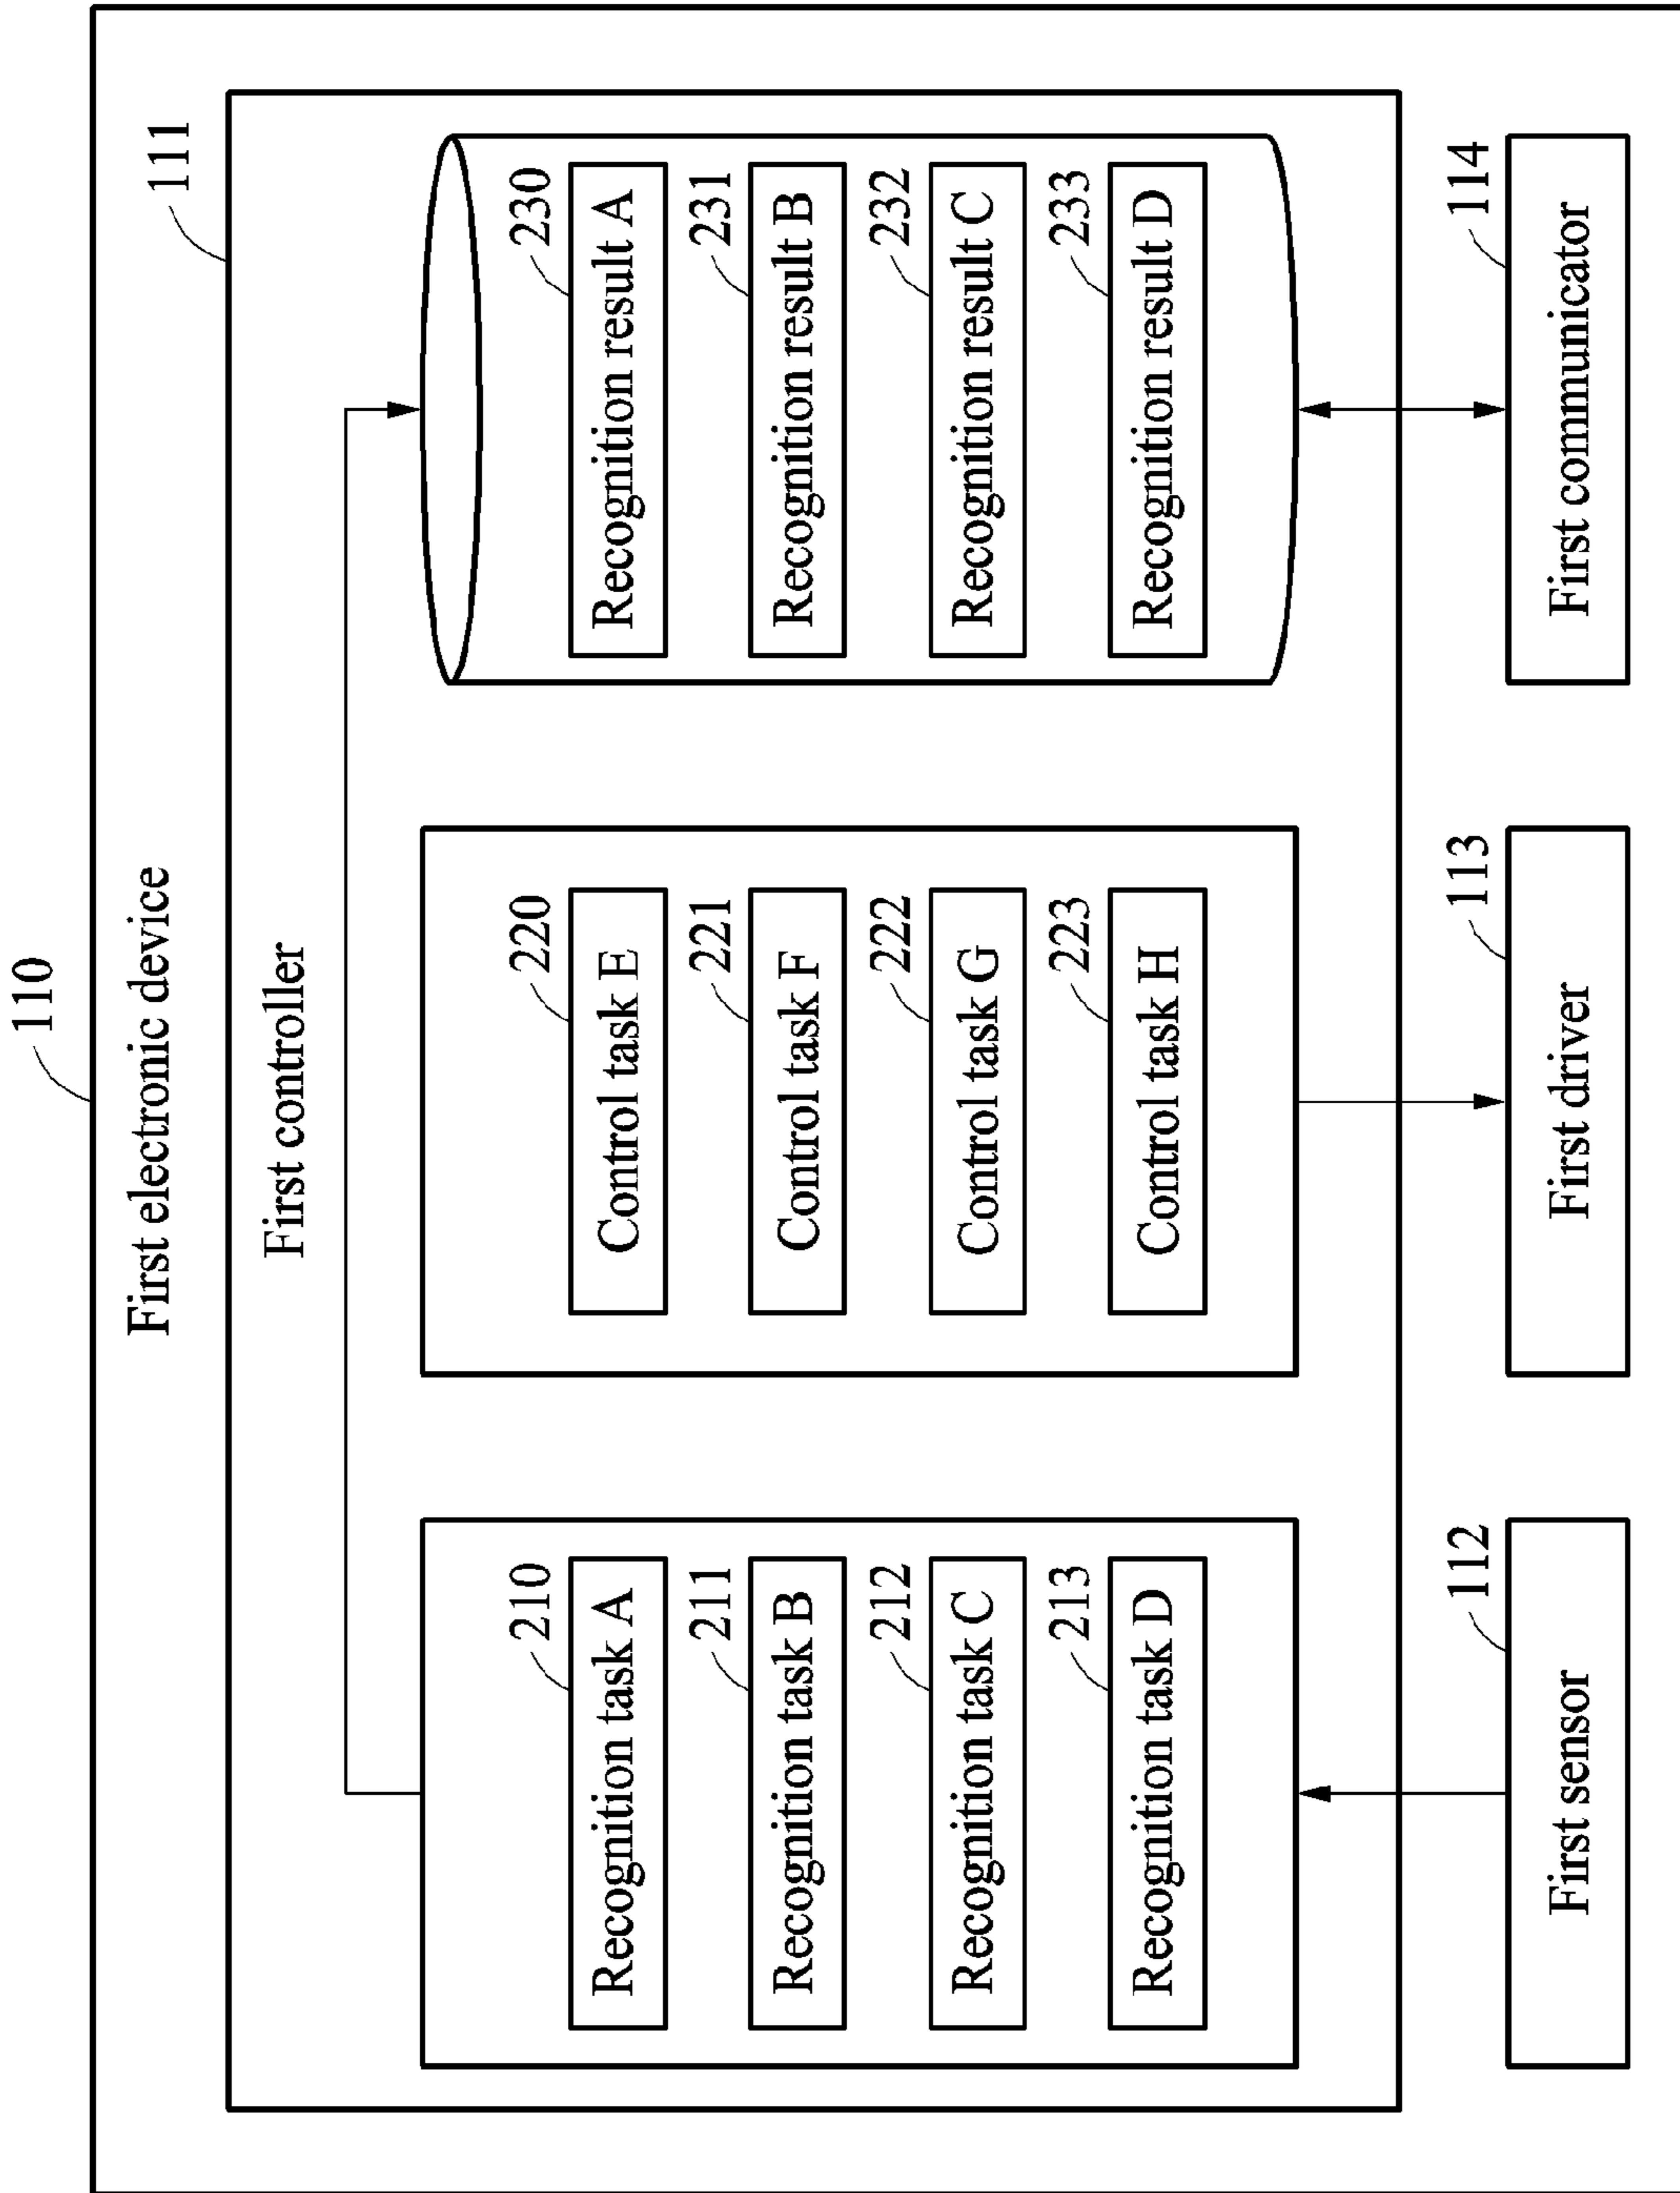 110
First electronic device
111
First controller
210
Recognition task A
211
Recognition task B
212
Recognition task C
213
Recognition task D
220
Control task E
221
Control task F
222
Control task G
223
Control task H
230
Recognition result A
231
Recognition result B
232
Recognition result C
233
Recognition result D
112
First sensor
113
First driver
114
First communicator